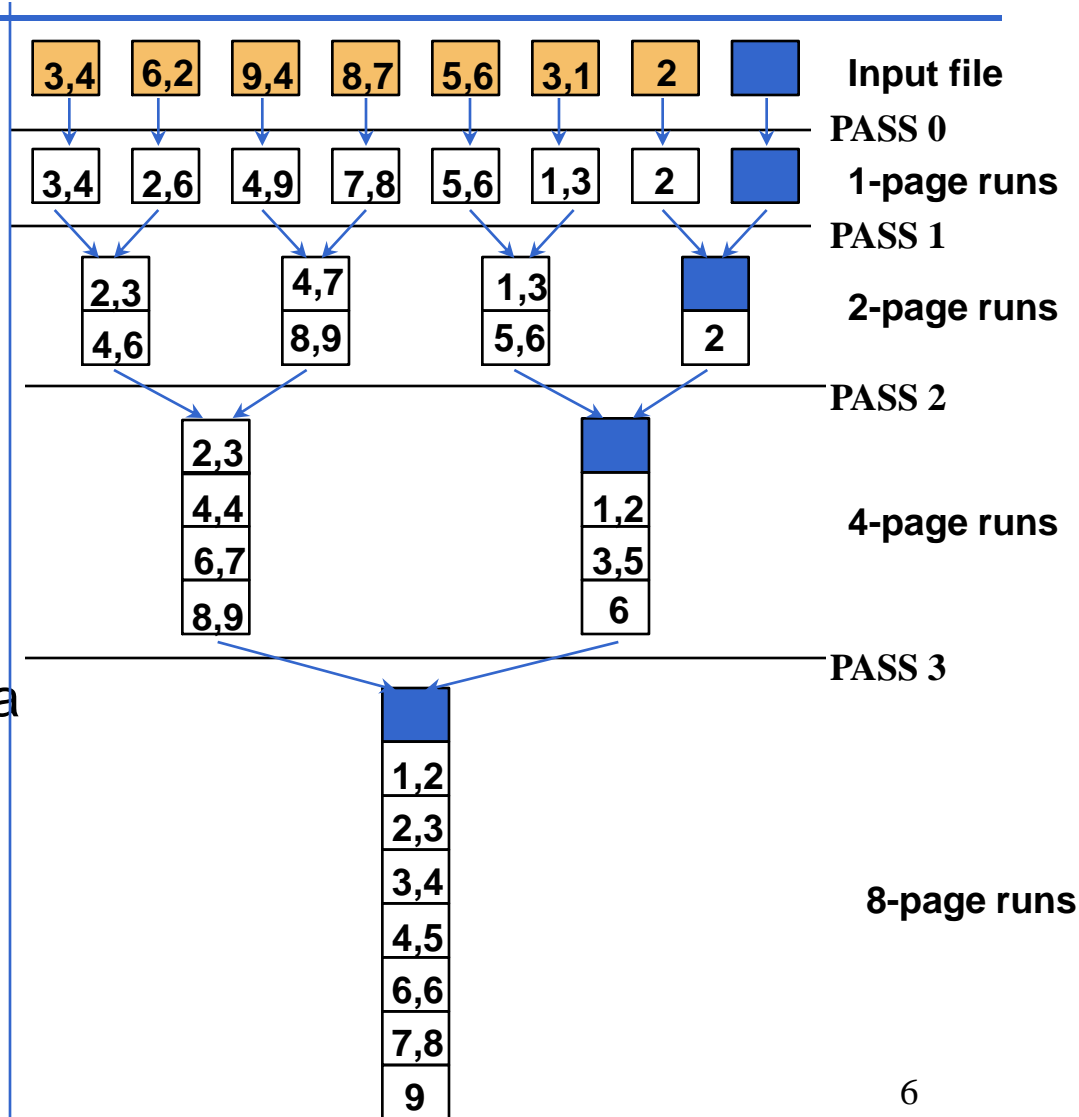 3,4 6,2 9,4 8,7 5,6 3,1 2 Input file
PASS 0
3,4 2,6 4,9 7,8 5,6 1,3 2 1-page runs
PASS 1
2,3 4,7 1,3
2-page runs
4,6 8,9 5,6 2
PASS 2
2,3
4,4 1,2
4-page runs
6,7 3,5
8,9 6
PASS 3
a
1,2
2,3
3,4
8-page runs
4,5
6,6
7,8
9
6